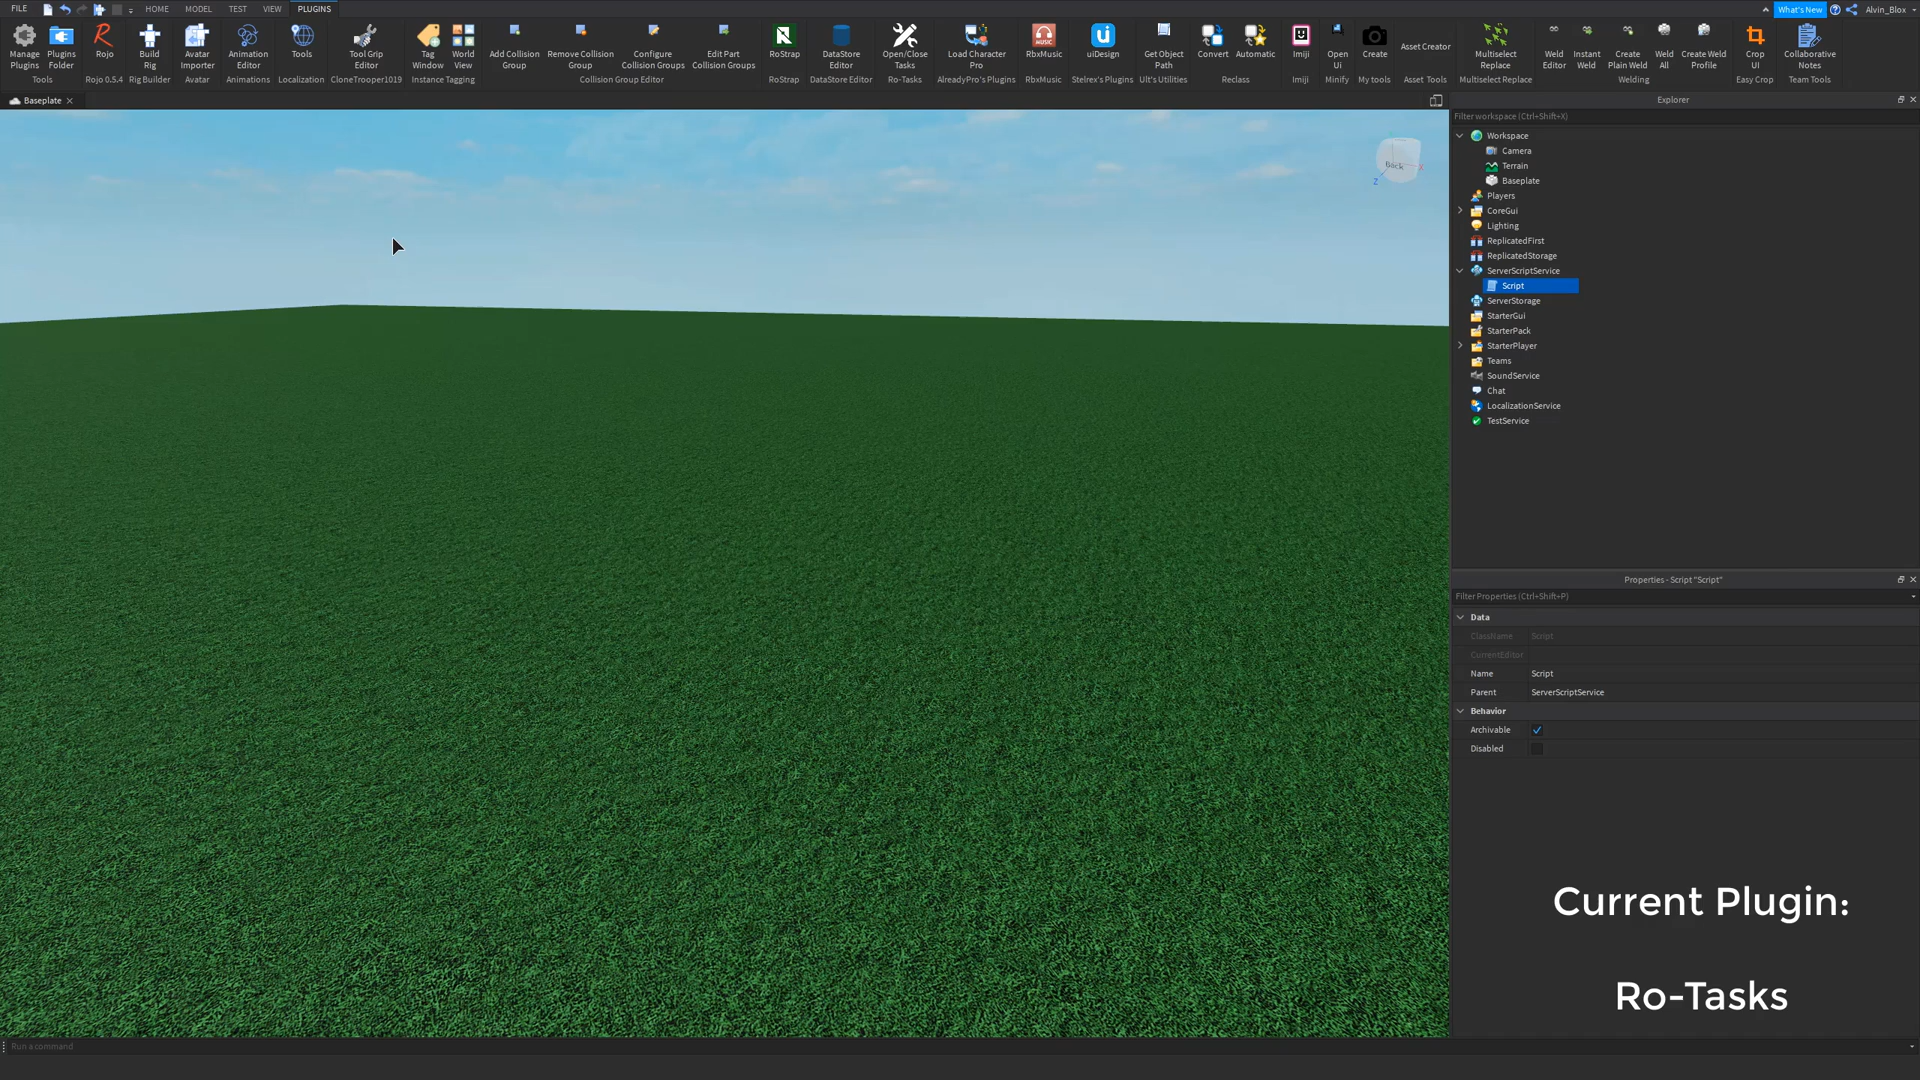 FILE
HOME
MODEL
TEST
VIEW
PLUGINS
What's New
Alvin_Blox
Manage Plugins
Plugins Folder
Rojo
Build Rig
Avatar Importer
Animation Editor
Tools
Tool Grip Editor
Tag Window
World View
Add Collision Group
Remove Collision Group
Configure Collision Groups
Edit Part Collision Groups
RoStrap
DataStore Editor
Open/Close Tasks
Load Character Pro
MUSIC
RbxMusic
uiDesign
Get Object Path
Convert
Automatic
Imiji
Open Ui
Create
Asset Creator
Multiselect Replace
Weld Editor
Instant Weld
Create Plain Weld
Weld All
Create Weld Profile
Crop UI
Collaborative Notes
Tools
Rojo 0.5.4
Rig Builder
Avatar
Animations
Localization
CloneTrooper1019
Instance Tagging
Collision Group Editor
RoStrap
DataStore Editor
Ro-Tasks
AlreadyPro's Plugins
RbxMusic
Stelrex's Plugins
Ult's Utilities
Reclass
Imiji
Minify
My tools
Asset Tools
Multiselect Replace
Welding
Easy Crop
Team Tools
Baseplate
Back
X
Z
Explorer
Filter workspace (Ctrl+Shift+X)
Workspace
Camera
Terrain
Baseplate
Players
CoreGui
Lighting
ReplicatedFirst
ReplicatedStorage
ServerScriptService
Script
ServerStorage
StarterGui
StarterPack
StarterPlayer
Teams
SoundService
Chat
LocalizationService
TestService
Properties - Script "Script"
Filter Properties (Ctrl+Shift+P)
Data
ClassName Script
CurrentEditor
Name Script
Parent ServerScriptService
Behavior
Archivable
Disabled
Current Plugin:
Ro-Tasks
Run a command